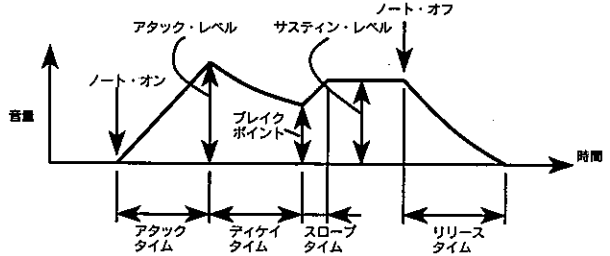 ノート・オフ
アタック・レベル
サスティン・レベル
ノート・オン
音量
ブレイク
ポイント
時間
アタック
タイム
ディケイ
タイム
スロープ
タイム
リリース
タイム